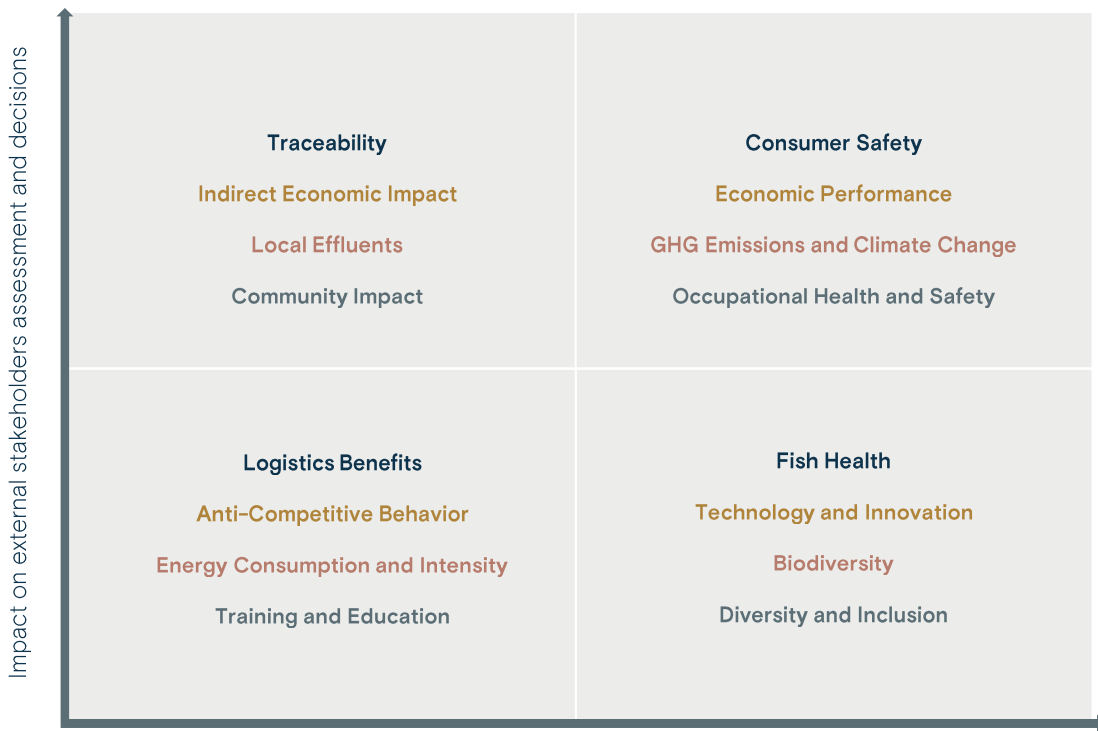 Impact on external stakeholders assessment and decisions
Traceability
Indirect Economic Impact
Local Effluents
Community Impact
Consumer Safety
Economic Performance
GHG Emissions and Climate Change
Occupational Health and Safety
Logistics Benefits
Anti-Competitive Behavior
Energy Consumption and Intensity
Training and Education
Fish Health
Technology and Innovation
Biodiversity
Diversity and Inclusion